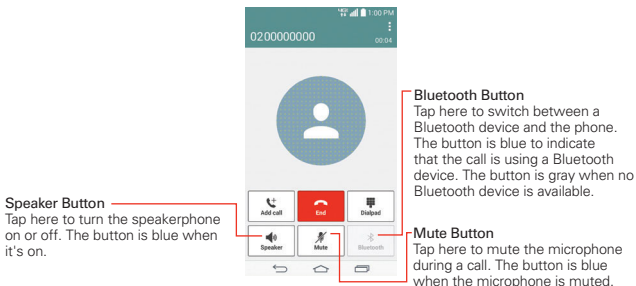 1:00 PM
0200000000
00:04
Add call
End
Dialpad
Speaker
Mute
Bluetooth
Speaker Button
Tap here to turn the speakerphone
on or off. The button is blue when
it's on.
Bluetooth Button
Tap here to switch between a
Bluetooth device and the phone.
The button is blue to indicate
that the call is using a Bluetooth
device. The button is gray when no
Bluetooth device is available.
Mute Button
Tap here to mute the microphone
during a call. The button is blue
when the microphone is muted.